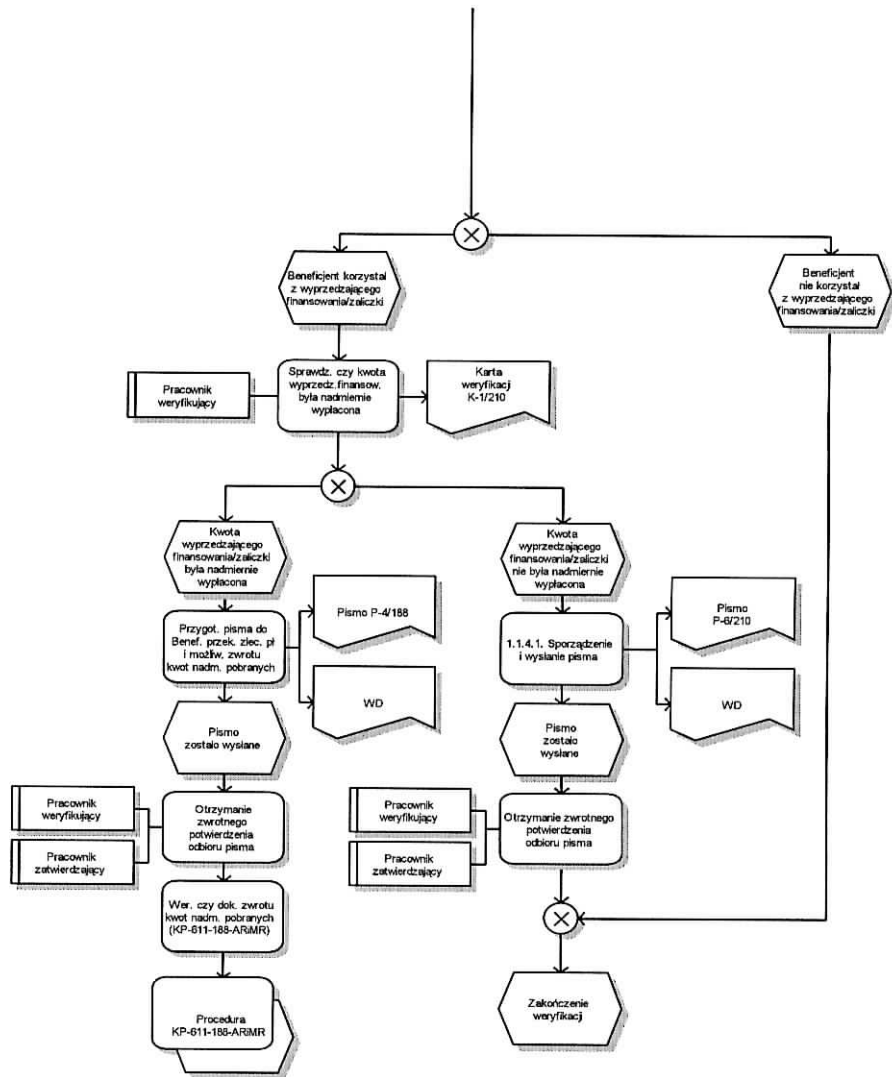 Beneficjent korzystał
z wyprzedzającego
finansowania/zaliczki
Beneficjent
nie korzystał
z wyprzedzającego
finansowania/zaliczki
Pracownik
weryfikujący
Sprawdz. czy kwota
wyprzedz.finansow.
była nadmiernie
wypłacona
Karta
weryfikacji
K-1/210
Kwota
wyprzedzającego
finansowania/zaliczki
była nadmiernie
wypłacona
Kwota
wyprzedzającego
finansowania/zaliczki
nie była nadmiernie
wypłacona
Przygot. pisma do
Benef. przek. zlec. pł
i możliw. zwrotu
kwot nadm. pobranych
Pismo P-4/188
WD
1.1.4.1. Sporządzenie
i wysłanie pisma
Pismo
P-6/210
WD
Pismo
zostało wysłane
Pismo
zostało
wysłane
Pracownik
weryfikujący
Pracownik
zatwierdzający
Otrzymanie
zwrotnego
potwierdzenia
odbioru pisma
Pracownik
weryfikujący
Pracownik
zatwierdzający
Otrzymanie zwrotnego
potwierdzenia
odbioru pisma
Wer. czy dok. zwrotu
kwot nadm. pobranych
(KP-611-188-ARiMR)
Procedura
KP-611-188-ARiMR
Zakończenie
weryfikacji